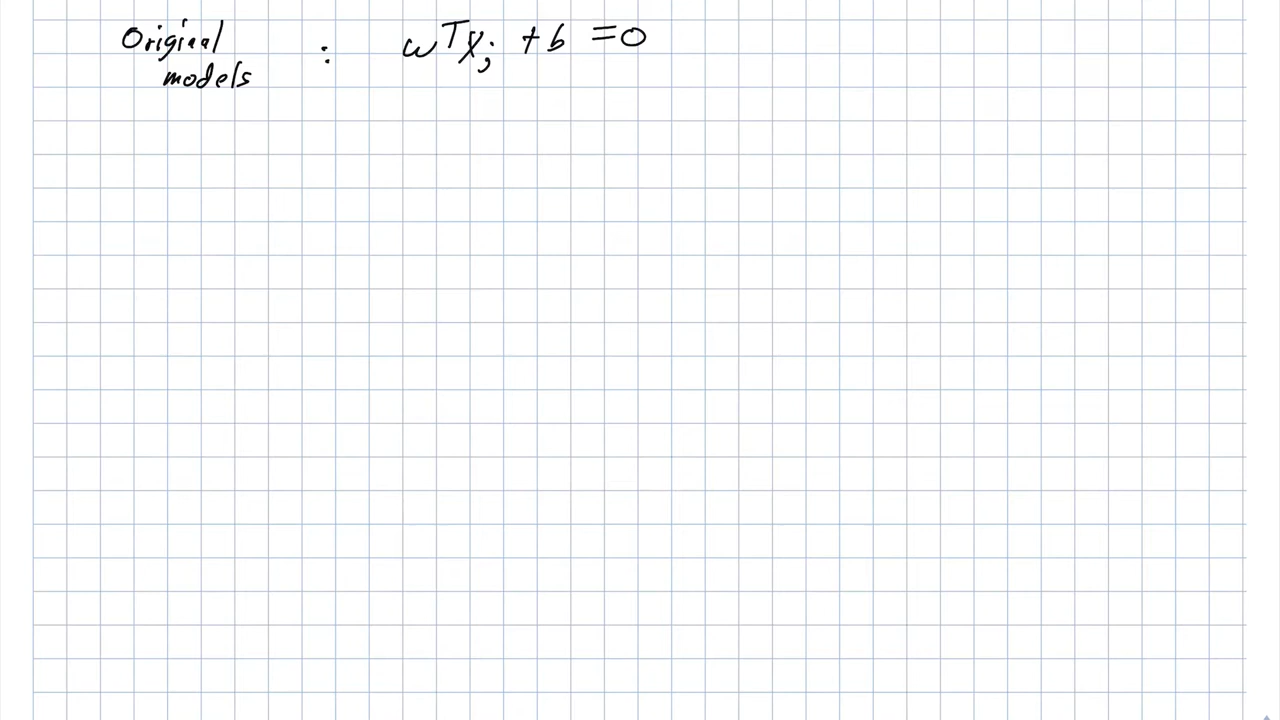 Original : wᵀxᵢ + b = 0
models